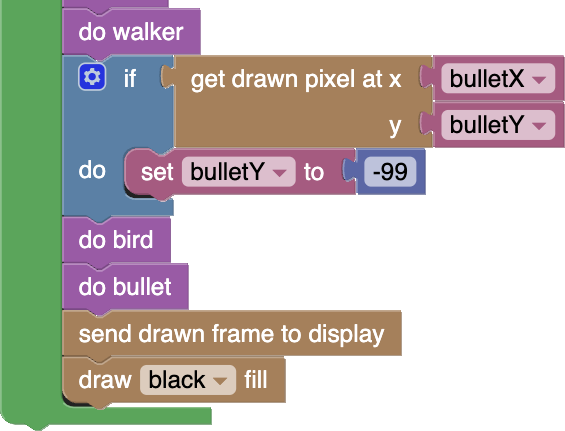 do walker
if get drawn pixel at x bulletX
y bulletY
do set bulletY to -99
do bird
do bullet
send drawn frame to display
draw black fill